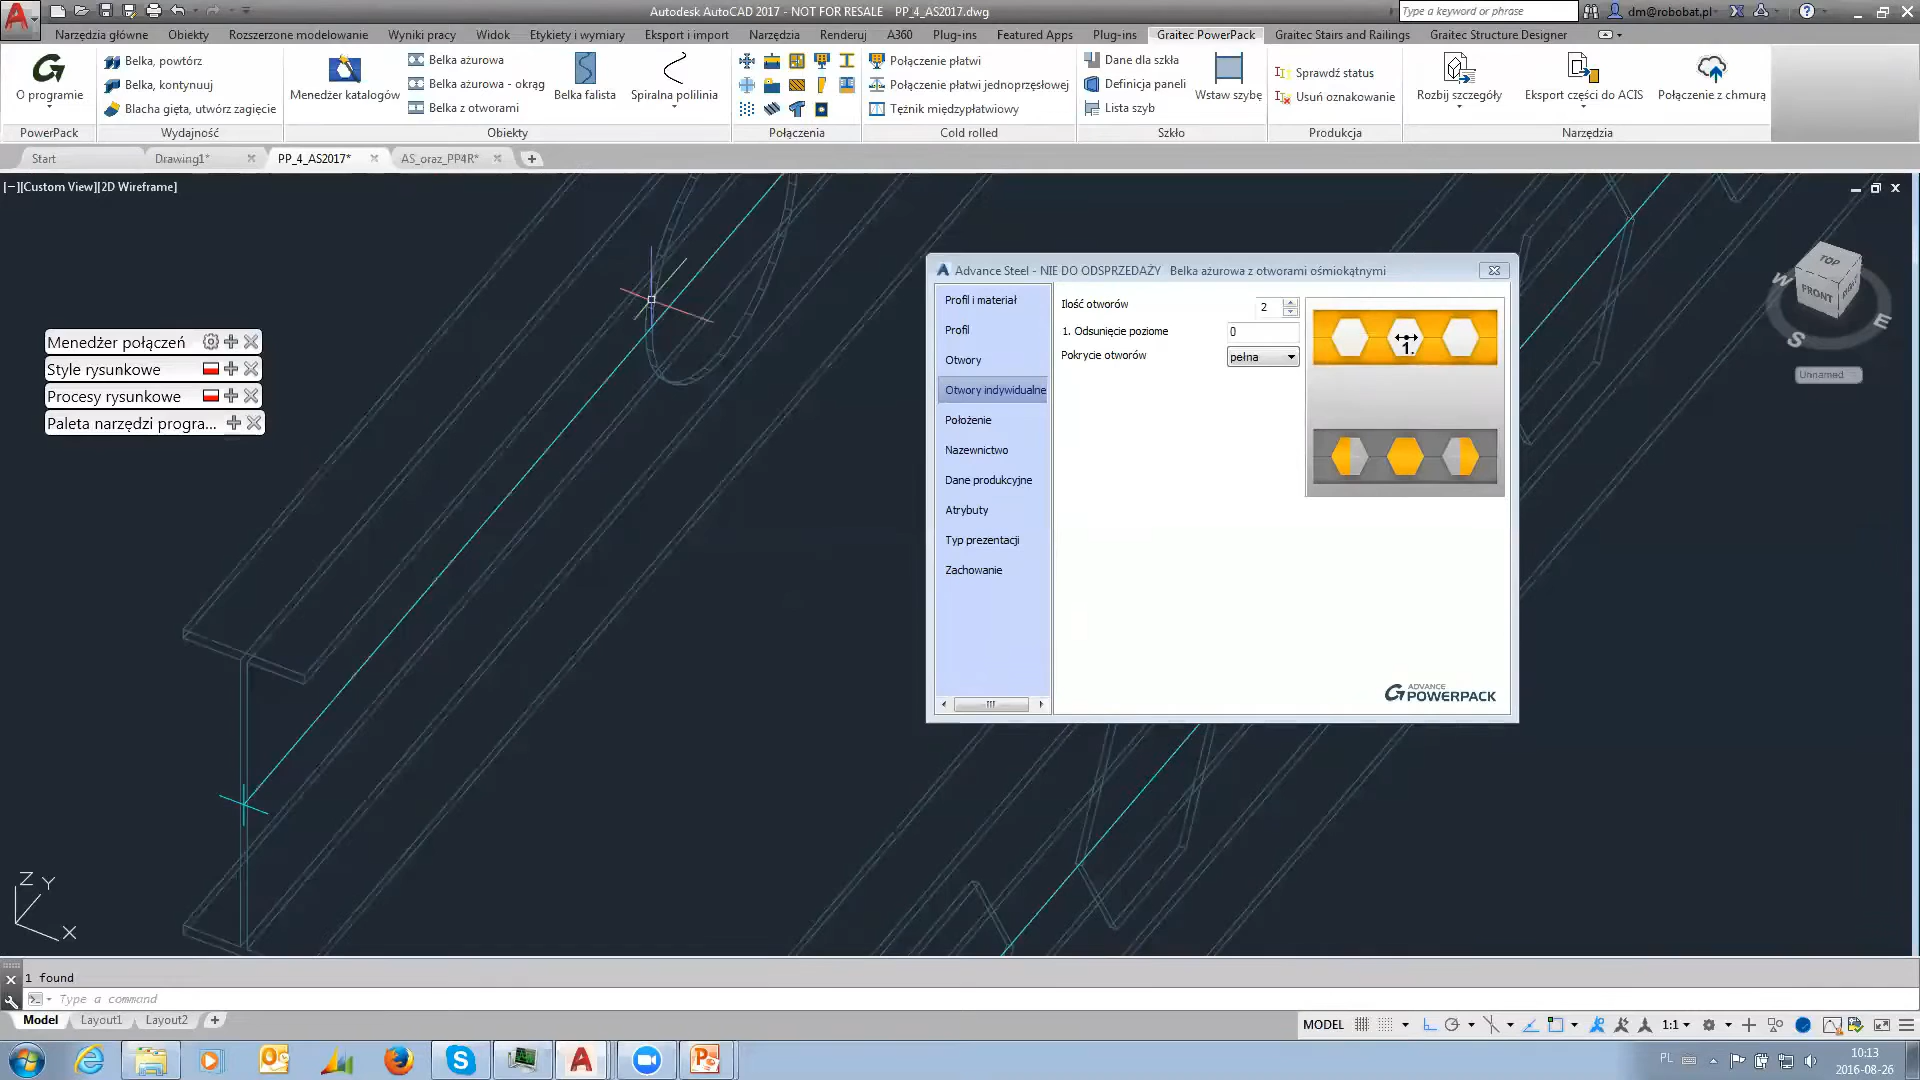 Autodesk AutoCAD 2017 - NOT FOR RESALE PP_4_AS2017.dwg
Type a keyword or phrase
dm@robobat.pl
Narzędzia główne Obiekty Rozszerzone modelowanie Wyniki pracy Widok Etykiety i wymiary Eksport i import Narzędzia Renderuj A360 Plug-ins Featured Apps Plug-ins Graitec PowerPack Graitec Stairs and Railings Graitec Structure Designer
O programie
Belka, powtórz
Belka, kontynuuj
Blacha gięta, utwórz zagięcie
Menedżer katalogów
Belka ażurowa
Belka ażurowa - okrąg
Belka z otworami
Belka falista
Spiralna polilinia
Połączenie płatwi
Połączenie płatwi jednoprzęsłowej
Tężnik międzypłatwiowy
Dane dla szkła
Definicja paneli
Lista szyb
Wstaw szybę
Sprawdź status
Usuń oznakowanie
Rozbij szczegóły
Eksport części do ACIS
Połączenie z chmurą
PowerPack Wydajność Obiekty Połączenia Cold rolled Szkło Produkcja Narzędzia
Start Drawing1* PP_4_AS2017* AS_oraz_PP4R*
[−][Custom View][2D Wireframe]
Menedżer połączeń
Style rysunkowe
Procesy rysunkowe
Paleta narzędzi progra...
Advance Steel - NIE DO ODSPRZEDAŻY Belka ażurowa z otworami ośmiokątnymi
Profil i materiał
Profil
Otwory
Otwory indywidualne
Położenie
Nazewnictwo
Dane produkcyjne
Atrybuty
Typ prezentacji
Zachowanie
Ilość otworów 2
1. Odsunięcie poziome 0
Pokrycie otworów pełna
1.
ADVANCE
POWERPACK
TOP
FRONT
W
S
E
Unnamed
Z
Y
X
1 found
Type a command
Model Layout1 Layout2
MODEL 1:1
PL
10:13
2016-08-26